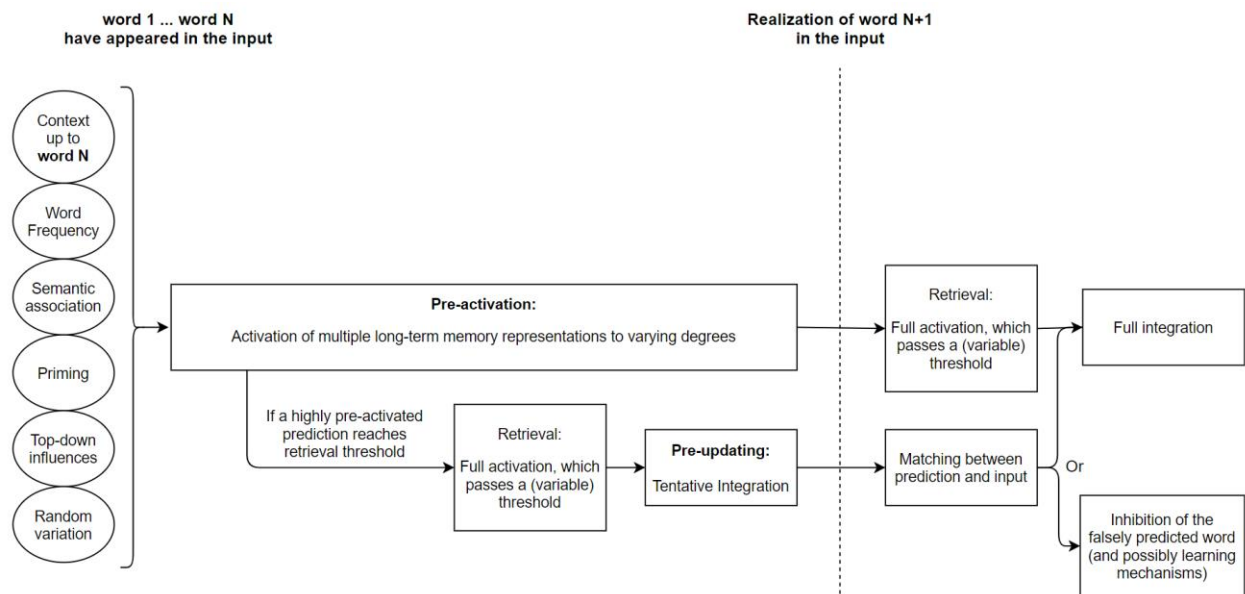 word 1 ... word N
have appeared in the input
Realization of word N+1
in the input
Context
up to
word N
Word
Frequency
Semantic
association
Priming
Top-down
influences
Random
variation
Pre-activation:
Activation of multiple long-term memory representations to varying degrees
If a highly pre-activated
prediction reaches
retrieval threshold
Retrieval:
Full activation, which
passes a (variable)
threshold
Pre-updating:
Tentative Integration
Retrieval:
Full activation, which
passes a (variable)
threshold
Full integration
Matching between
prediction and input
Or
Inhibition of the
falsely predicted word
(and possibly learning
mechanisms)